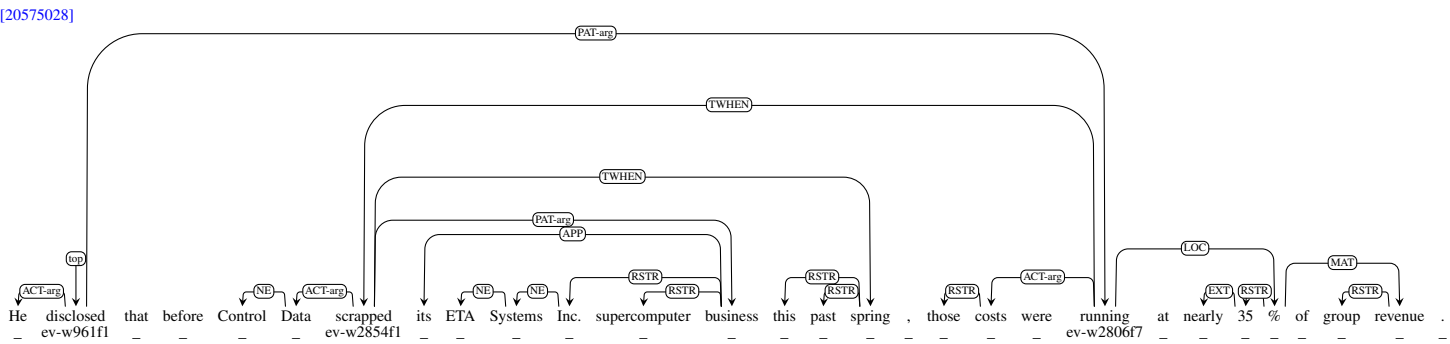 [20575028]
PAT-arg
TWHEN
TWHEN
PAT-arg
APP
top LOC
MAT
RSTR RSTR ACT-arg
ACT-arg NE ACT-arg NE NE RSTR RSTR RSTR EXT RSTR RSTR
He disclosed that before Control Data scrapped its ETA Systems Inc. supercomputer business this past spring , those costs were running at nearly 35 % of group revenue .
_ ev-w961f1 _ _ _ _ ev-w2854f1 _ _ _ _ _ _ _ _ _ _ _ _ _ ev-w2806f7 _ _ _ _ _ _ _ _